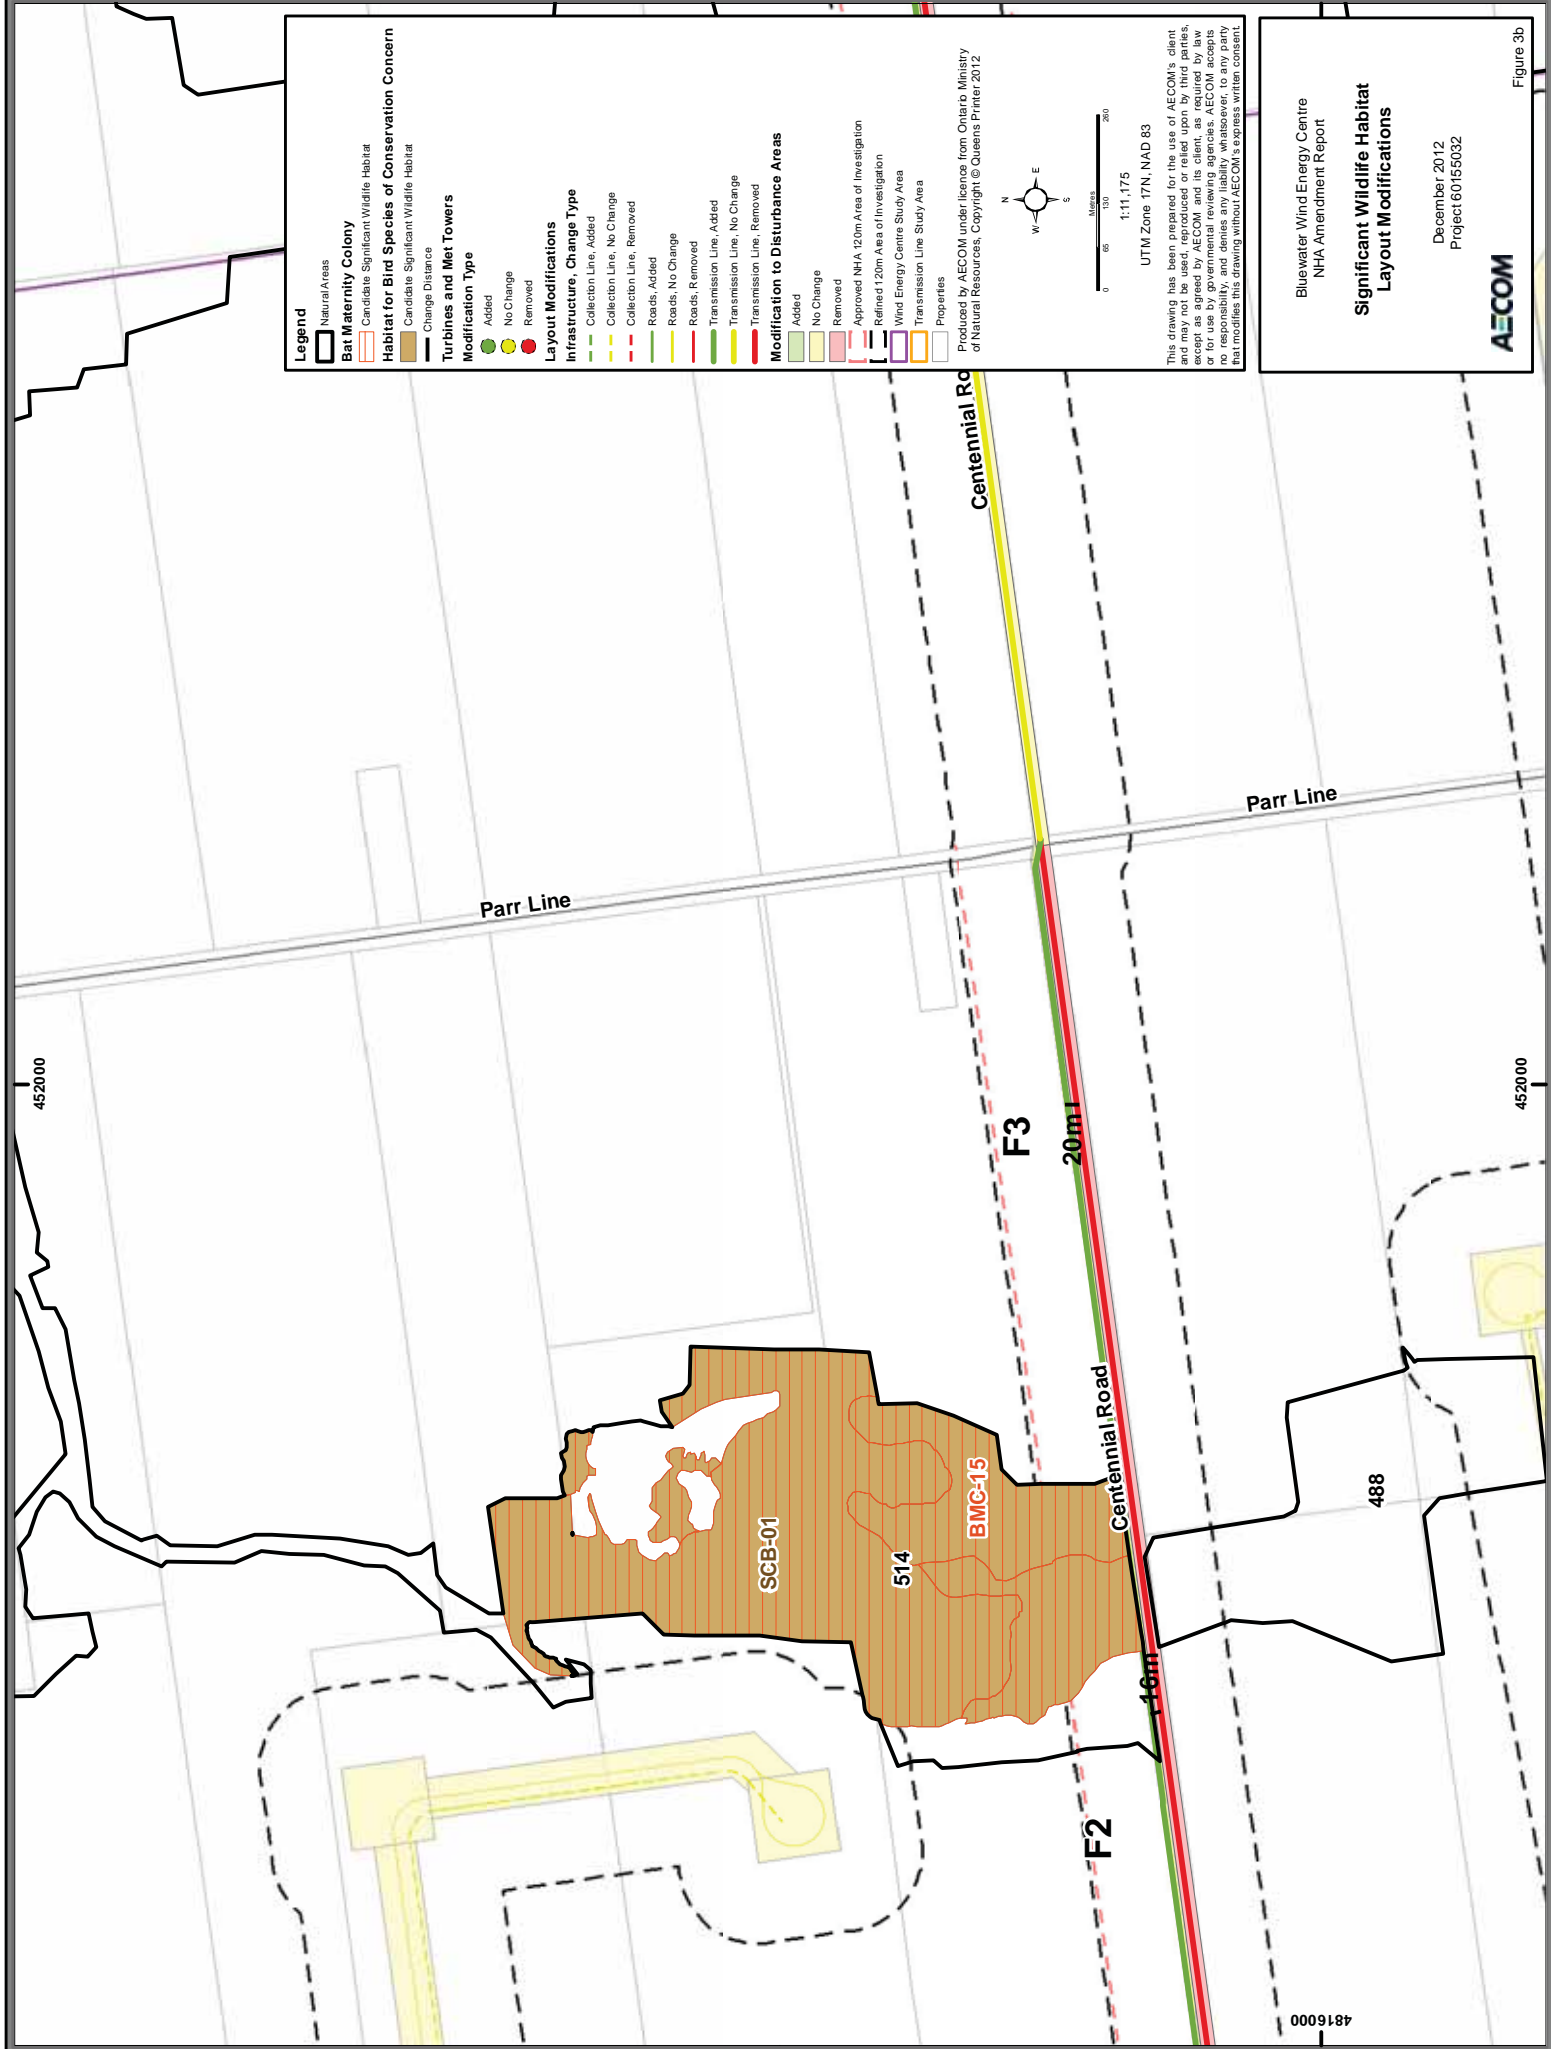 Legend
Natural Areas
Bat Maternity Colony
Candidate Significant Wildlife Habitat
Habitat for Bird Species of Conservation Concern
Candidate Significant Wildlife Habitat
Change Distance
Turbines and Met Towers
Modification Type
Added
No Change
Removed
Layout Modifications
Infrastructure, Change Type
Collection Line, Added
Collection Line, No Change
Collection Line, Removed
Roads, Added
Roads, No Change
Roads, Removed
Transmission Line, Added
Transmission Line, No Change
Transmission Line, Removed
Modification to Disturbance Areas
Added
No Change
Removed
Approved NHA 120m Area of Investigation
Refined 120m Area of Investigation
Wind Energy Centre Study Area
Transmission Line Study Area
Properties
Produced by AECOM under licence from Ontario Ministry
of Natural Resources, Copyright © Queens Printer 2012
N
W E
S
Metres
0 65 130 260
1:11,175
UTM Zone 17N, NAD 83
This drawing has been prepared for the use of AECOM's client
and may not be used, reproduced or relied upon by third parties,
except as agreed by AECOM and its client, as required by law
or for use by governmental reviewing agencies. AECOM accepts
no responsibility, and denies any liability whatsoever, to any party
that modifies this drawing without AECOM's express written consent.
Bluewater Wind Energy Centre
NHA Amendment Report
Significant Wildlife Habitat
Layout Modifications
December 2012
Project 60155032
AECOM
Figure 3b
452000
Parr Line
Centennial Ro
Parr Line
SCB-01
514
BMC-15
F3
20m
Centennial Road
16m
F2
488
452000
4816000